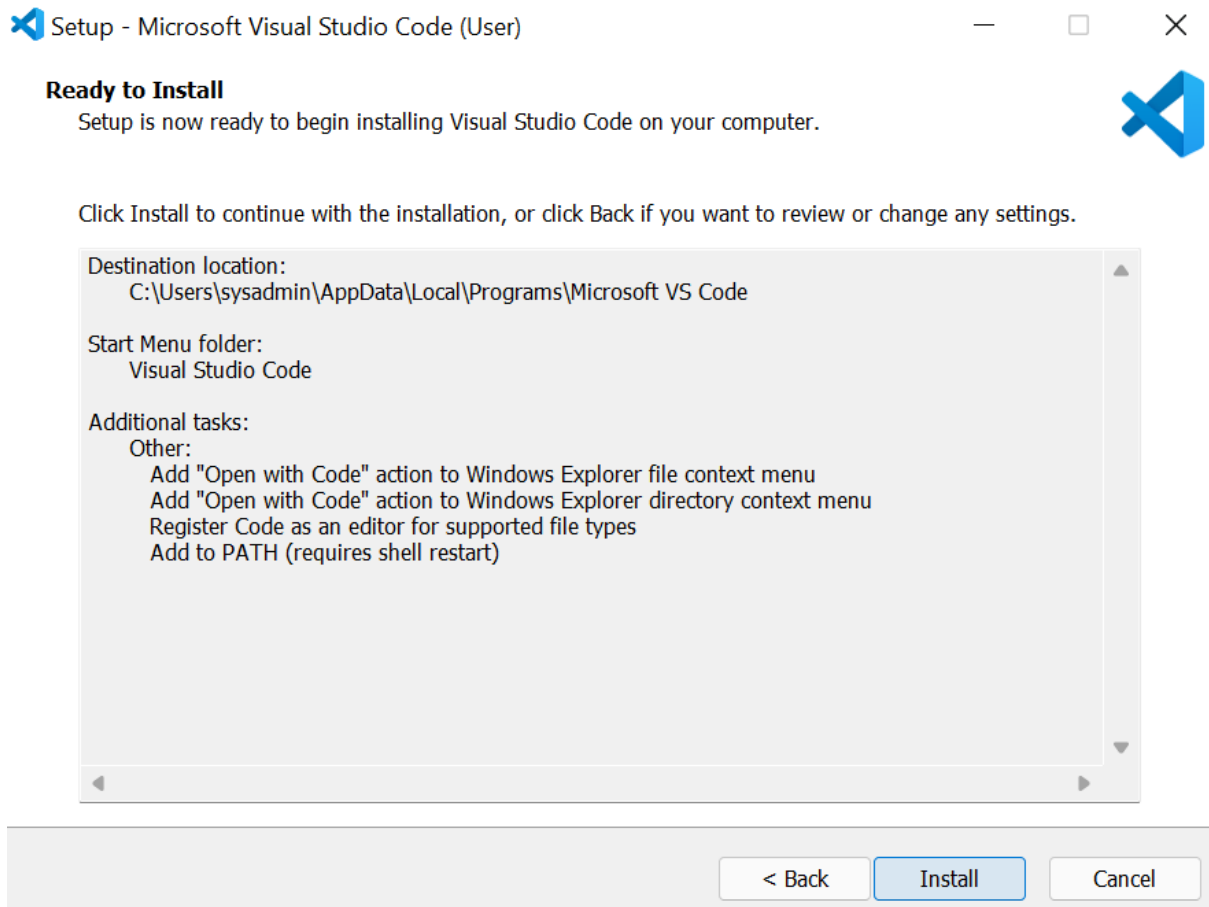 Setup - Microsoft Visual Studio Code (User)
Ready to Install
Setup is now ready to begin installing Visual Studio Code on your computer.
Click Install to continue with the installation, or click Back if you want to review or change any settings.
Destination location:
C:\Users\sysadmin\AppData\Local\Programs\Microsoft VS Code
Start Menu folder:
Visual Studio Code
Additional tasks:
Other:
Add "Open with Code" action to Windows Explorer file context menu
Add "Open with Code" action to Windows Explorer directory context menu
Register Code as an editor for supported file types
Add to PATH (requires shell restart)
< Back Install Cancel